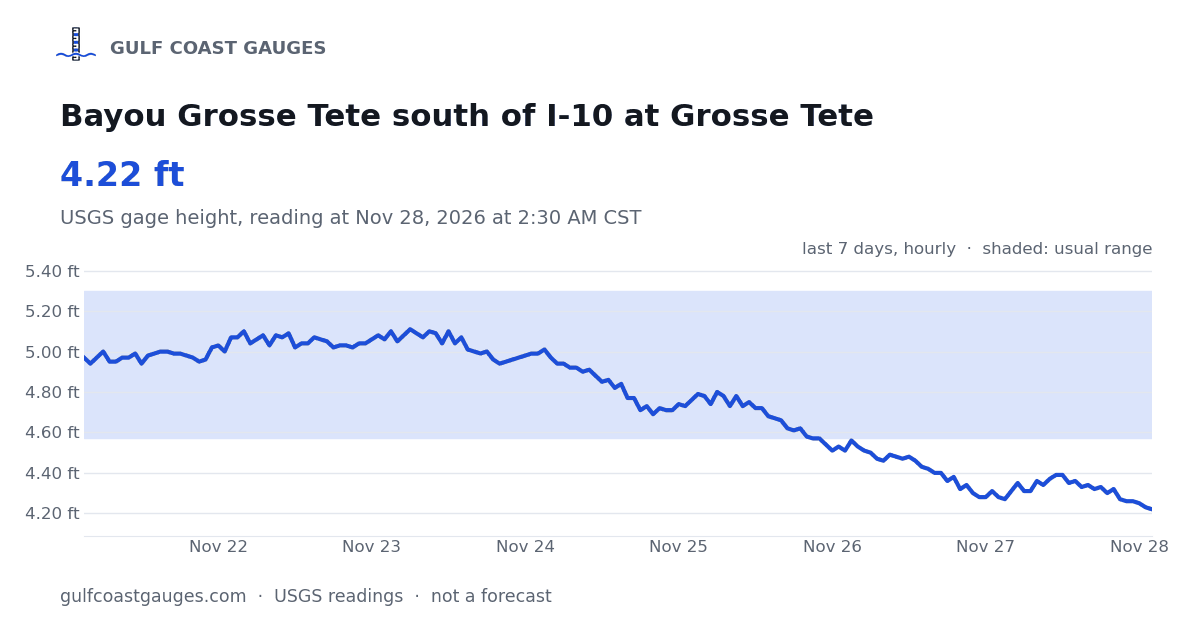 GULF COAST GAUGES
Bayou Grosse Tete south of I-10 at Grosse Tete
4.22 ft
USGS gage height, reading at Nov 28, 2026 at 2:30 AM CST
last 7 days, hourly · shaded: usual range
5.40 ft
5.20 ft
5.00 ft
4.80 ft
4.60 ft
4.40 ft
4.20 ft
Nov 22 Nov 23 Nov 24 Nov 25 Nov 26 Nov 27 Nov 28
gulfcoastgauges.com · USGS readings · not a forecast